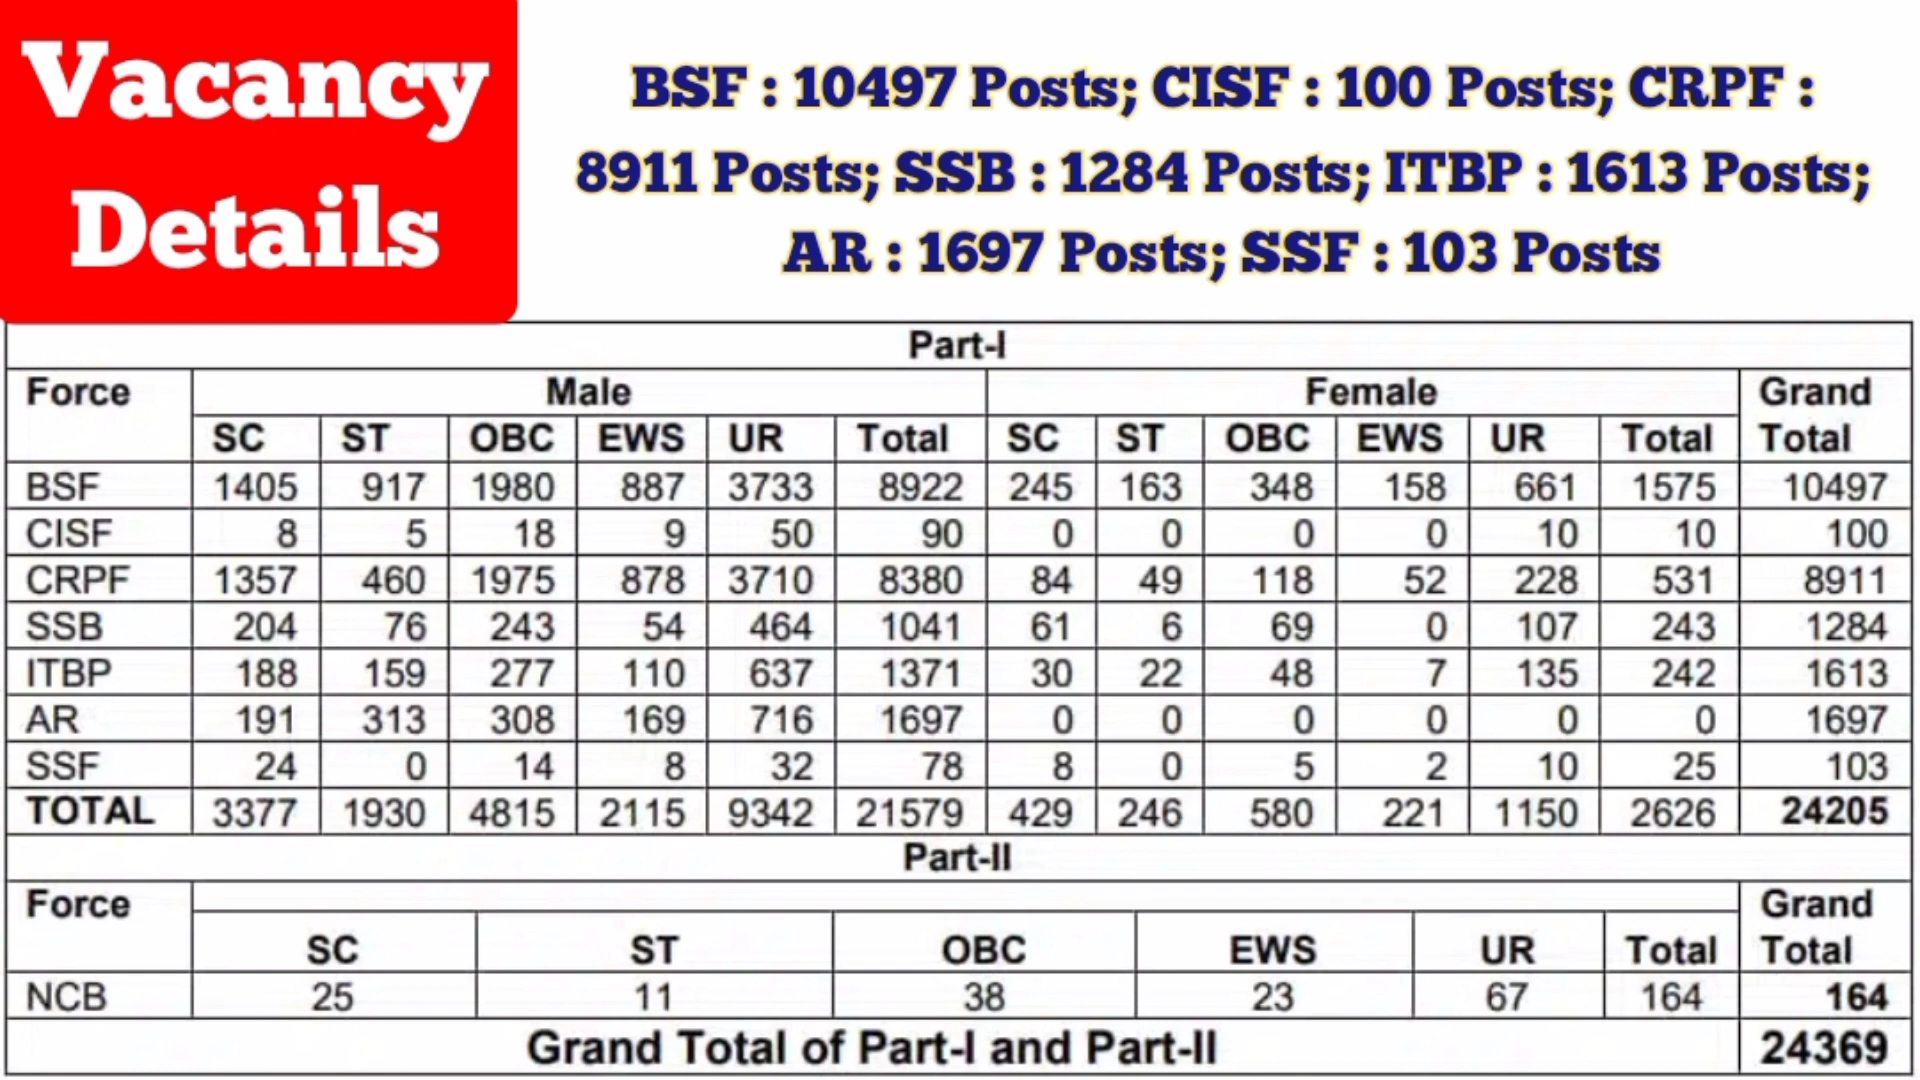 Vacancy
Details
BSF : 10497 Posts; CISF : 100 Posts; CRPF :
8911 Posts; SSB : 1284 Posts; ITBP : 1613 Posts;
AR : 1697 Posts; SSF : 103 Posts
Part-I
Force Male Female Grand Total
SC ST OBC EWS UR Total SC ST OBC EWS UR Total
BSF 1405 917 1980 887 3733 8922 245 163 348 158 661 1575 10497
CISF 8 5 18 9 50 90 0 0 0 0 10 10 100
CRPF 1357 460 1975 878 3710 8380 84 49 118 52 228 531 8911
SSB 204 76 243 54 464 1041 61 6 69 0 107 243 1284
ITBP 188 159 277 110 637 1371 30 22 48 7 135 242 1613
AR 191 313 308 169 716 1697 0 0 0 0 0 0 1697
SSF 24 0 14 8 32 78 8 0 5 2 10 25 103
TOTAL 3377 1930 4815 2115 9342 21579 429 246 580 221 1150 2626 24205
Part-II
Force Grand Total
SC ST OBC EWS UR Total
NCB 25 11 38 23 67 164 164
Grand Total of Part-I and Part-II 24369